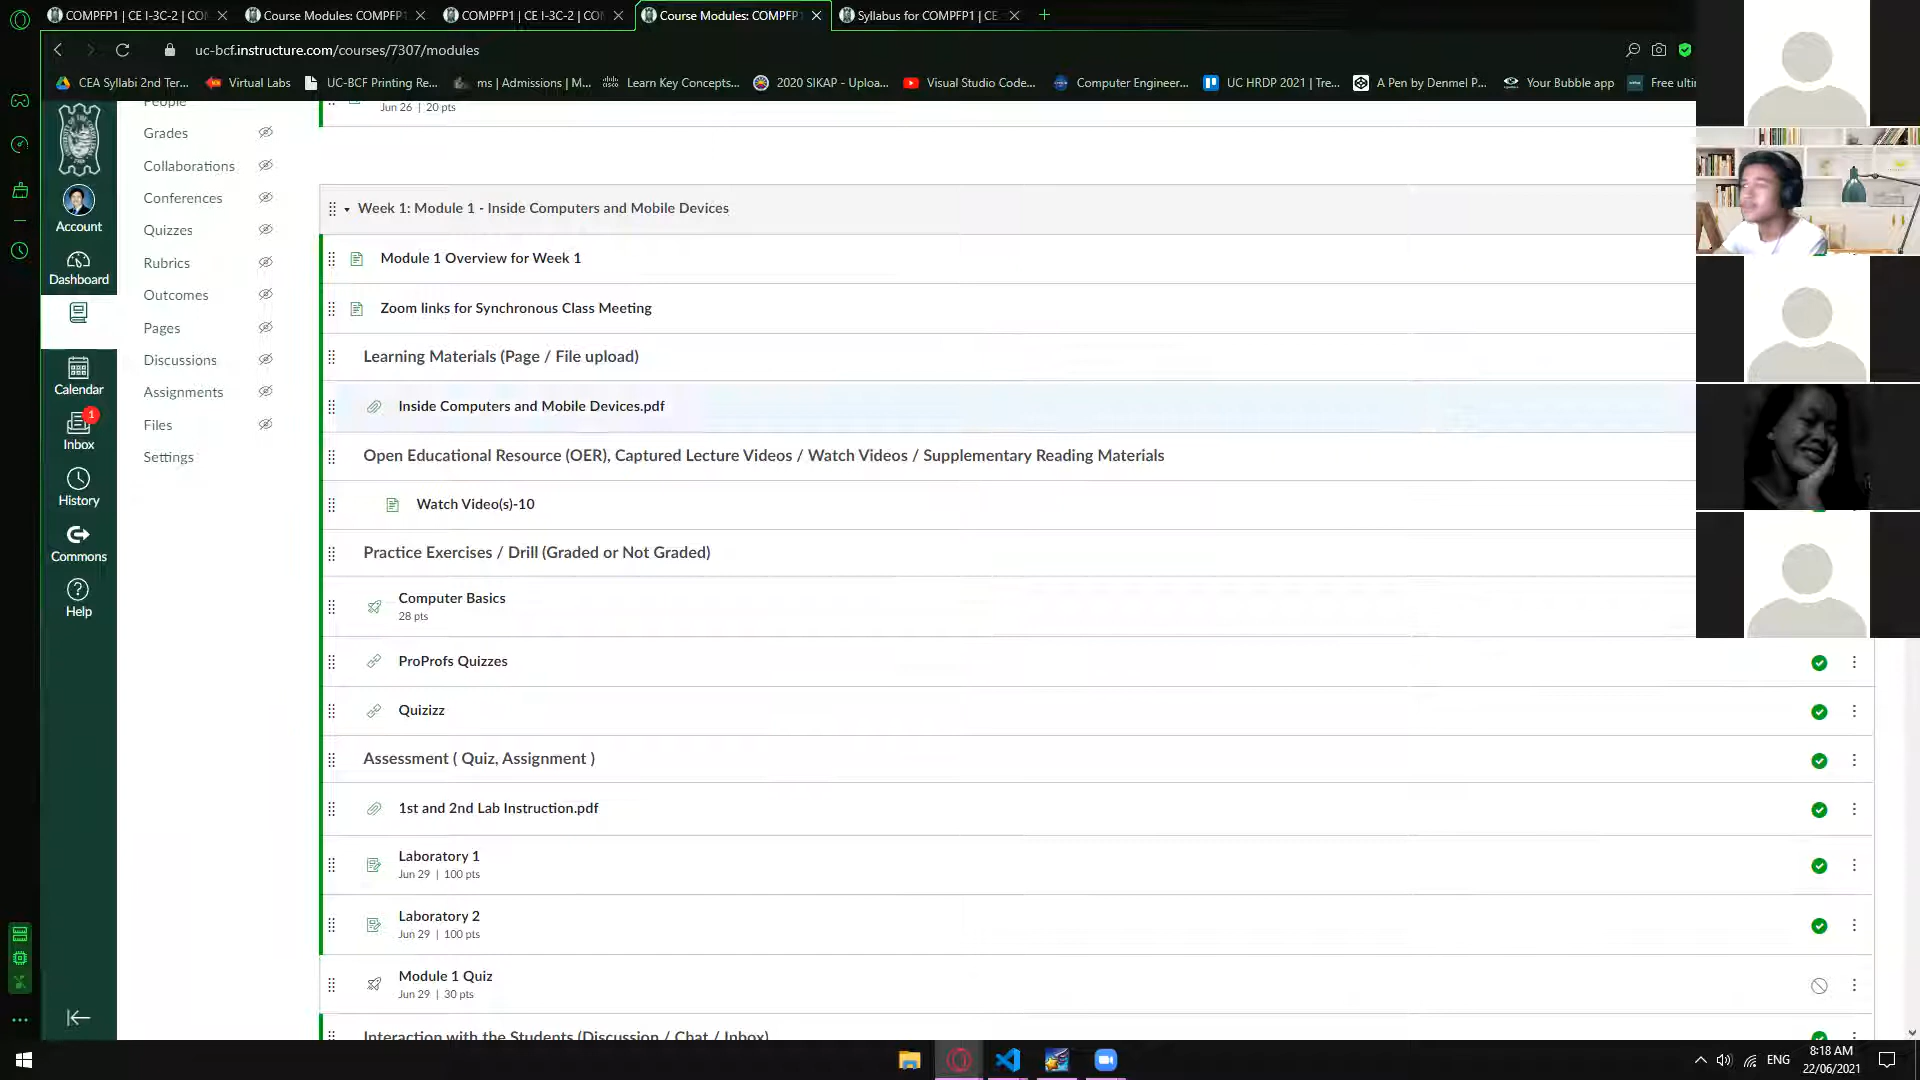 COMPFP1 | CE I-3C-2 | CO
Course Modules: COMPFP1
COMPFP1 | CE I-3C-2 | CO
Course Modules: COMPFP
Syllabus for COMPFP1 | CE
uc-bcf.instructure.com/courses/7307/modules
CEA Syllabi 2nd Ter...
Virtual Labs
UC-BCF Printing Re...
ms | Admissions | M...
Learn Key Concepts...
2020 SIKAP - Uploa...
Visual Studio Code...
Computer Engineer...
UC HRDP 2021 | Tre...
A Pen by Denmel P...
Your Bubble app
Free ulti
Account
Dashboard
Calendar
1
Inbox
History
Commons
Help
People
Grades
Collaborations
Conferences
Quizzes
Rubrics
Outcomes
Pages
Discussions
Assignments
Files
Settings
Jun 26 | 20 pts
Week 1: Module 1 - Inside Computers and Mobile Devices
Module 1 Overview for Week 1
Zoom links for Synchronous Class Meeting
Learning Materials (Page / File upload)
Inside Computers and Mobile Devices.pdf
Open Educational Resource (OER), Captured Lecture Videos / Watch Videos / Supplementary Reading Materials
Watch Video(s)-10
Practice Exercises / Drill (Graded or Not Graded)
Computer Basics
28 pts
ProProfs Quizzes
Quizizz
Assessment ( Quiz, Assignment )
1st and 2nd Lab Instruction.pdf
Laboratory 1
Jun 29 | 100 pts
Laboratory 2
Jun 29 | 100 pts
Module 1 Quiz
Jun 29 | 30 pts
Interaction with the Students (Discussion / Chat / Inbox)
ENG
8:18 AM
22/06/2021